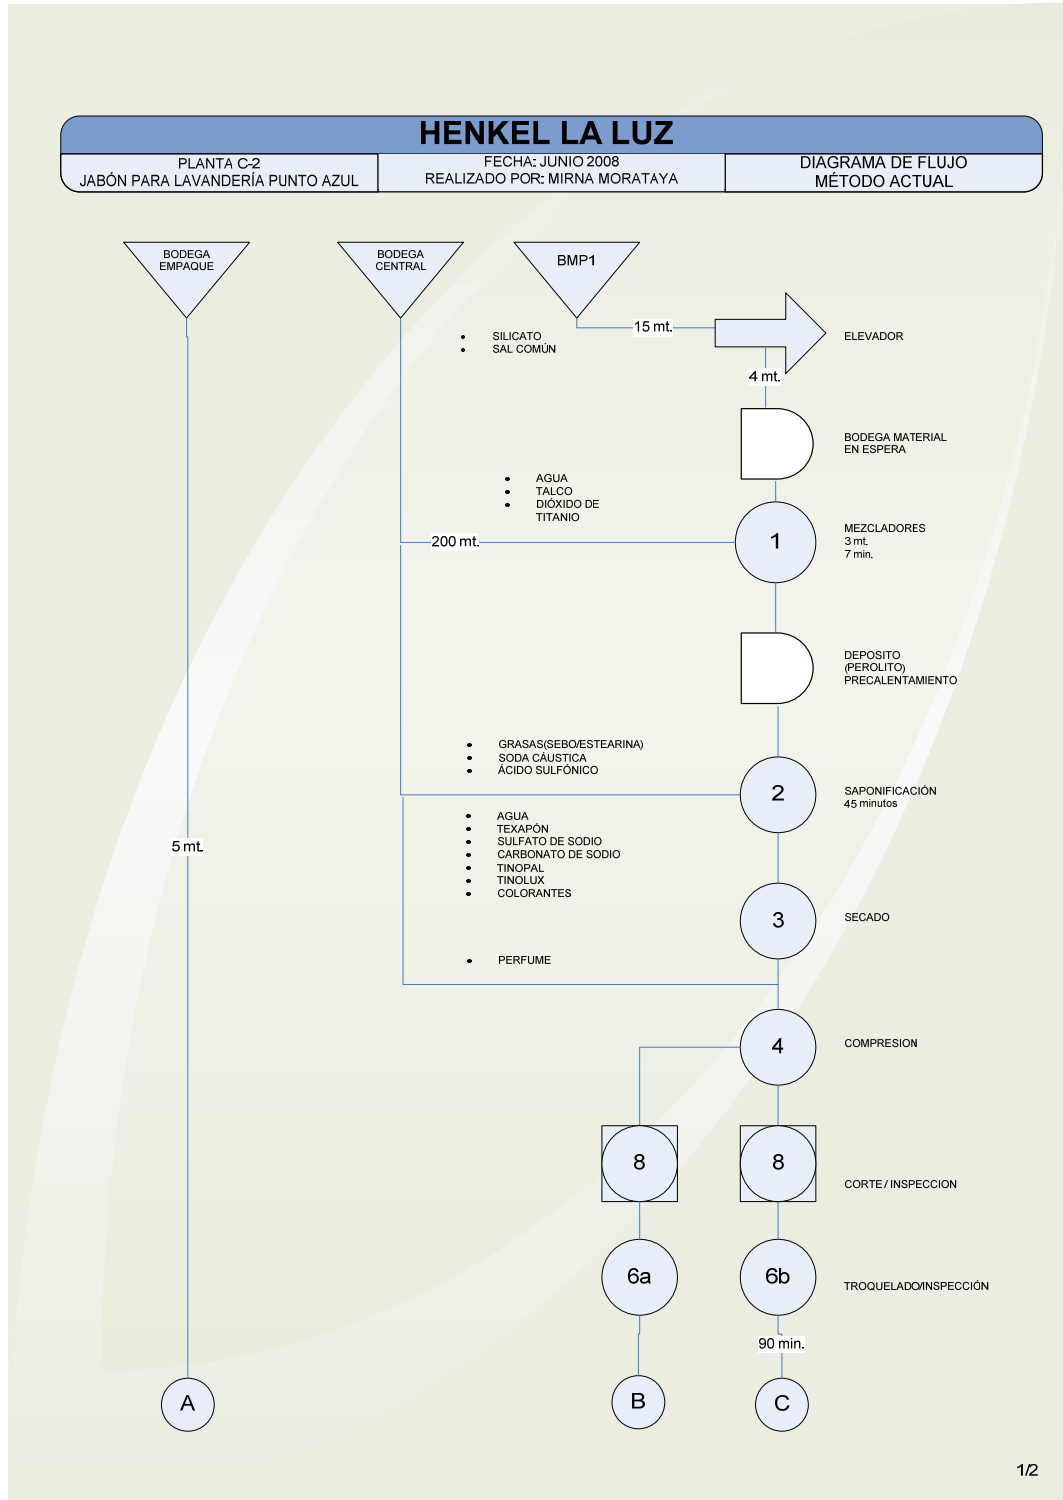 HENKEL LA LUZ
PLANTA C-2
JABÓN PARA LAVANDERÍA PUNTO AZUL
FECHA: JUNIO 2008
REALIZADO POR: MIRNA MORATAYA
DIAGRAMA DE FLUJO
MÉTODO ACTUAL
BODEGA
EMPAQUE
BODEGA
CENTRAL
BMP1
• SILICATO
• SAL COMÚN
15 mt.
ELEVADOR
4 mt.
BODEGA MATERIAL
EN ESPERA
• AGUA
• TALCO
• DIÓXIDO DE
TITANIO
200 mt.
1
MEZCLADORES
3 mt.
7 min.
DEPOSITO
(PEROLITO)
PRECALENTAMIENTO
• GRASAS(SEBO/ESTEARINA)
• SODA CÁUSTICA
• ÁCIDO SULFÓNICO
2
SAPONIFICACIÓN
45 minutos
• AGUA
• TEXAPÓN
• SULFATO DE SODIO
• CARBONATO DE SODIO
• TINOPAL
• TINOLUX
• COLORANTES
5 mt.
3
SECADO
• PERFUME
4
COMPRESION
8
8
CORTE / INSPECCION
6a
6b
TROQUELADO/INSPECCIÓN
90 min.
A
B
C
1/2